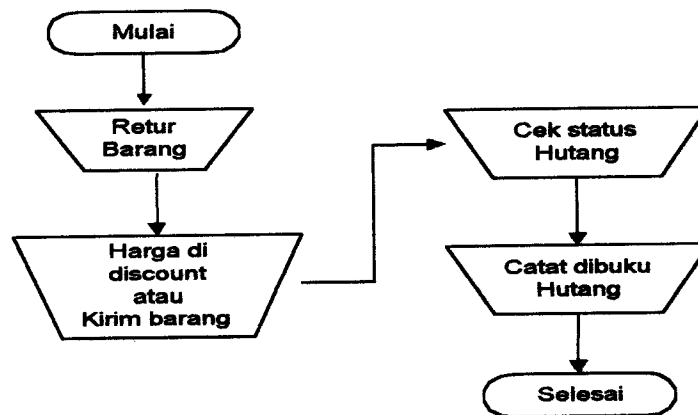 Mulai
Retur
Barang
Harga di
discount
atau
Kirim barang
Cek status
Hutang
Catat dibuku
Hutang
Selesai